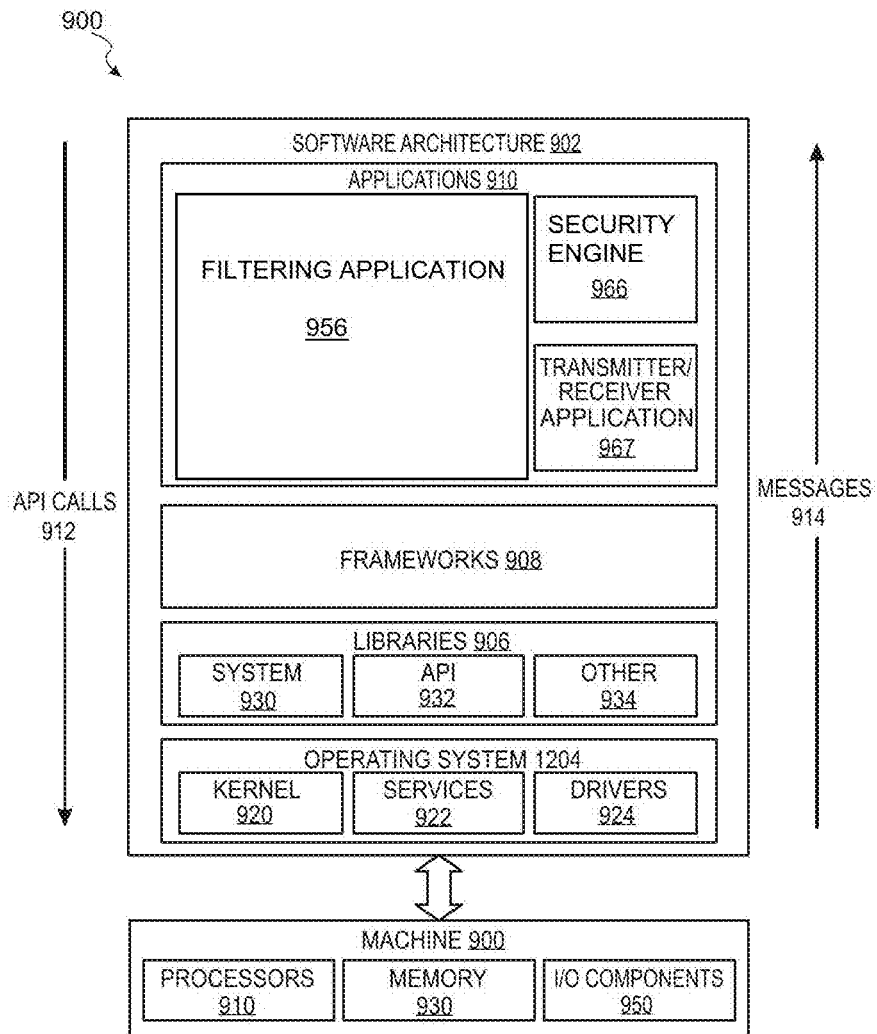 900
SOFTWARE ARCHITECTURE 902
APPLICATIONS 910
FILTERING APPLICATION
956
SECURITY
ENGINE
966
TRANSMITTER/
RECEIVER
APPLICATION
967
API CALLS
912
MESSAGES
914
FRAMEWORKS 908
LIBRARIES 906
SYSTEM
930
API
932
OTHER
934
OPERATING SYSTEM 1204
KERNEL
920
SERVICES
922
DRIVERS
924
MACHINE 900
PROCESSORS
910
MEMORY
930
I/O COMPONENTS
950